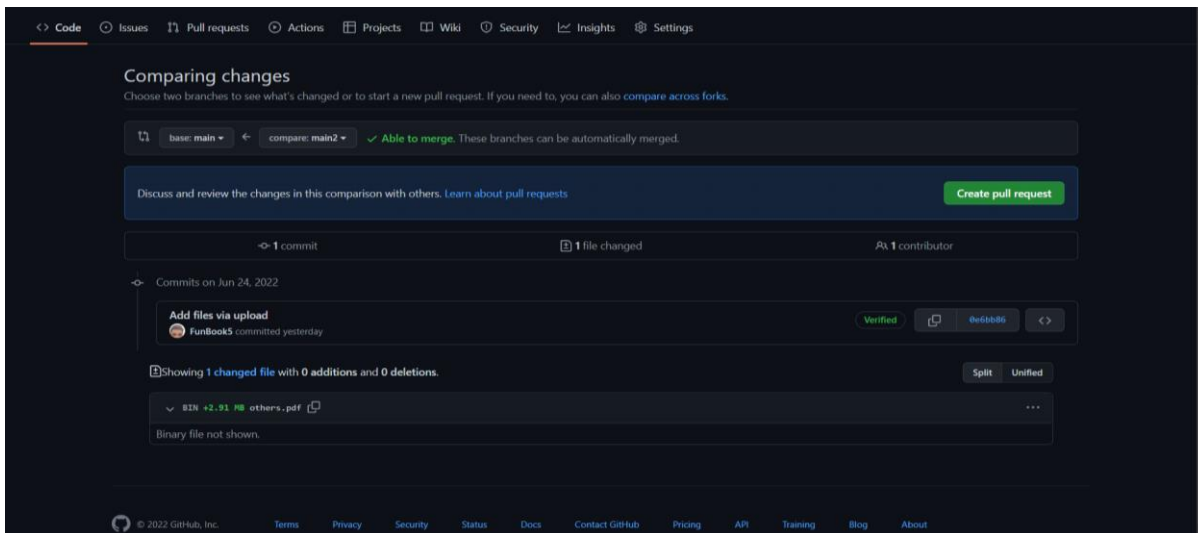 <> Code Issues Pull requests Actions Projects Wiki Security Insights Settings
Comparing changes
Choose two branches to see what's changed or to start a new pull request. If you need to, you can also compare across forks.
base: main ← compare: main2 ✓ Able to merge. These branches can be automatically merged.
Discuss and review the changes in this comparison with others. Learn about pull requests Create pull request
1 commit 1 file changed 1 contributor
Commits on Jun 24, 2022
Add files via upload
FunBook5 committed yesterday
Verified 0e6bb86 <>
Showing 1 changed file with 0 additions and 0 deletions. Split Unified
BIN +2.91 MB others.pdf ...
Binary file not shown.
© 2022 GitHub, Inc. Terms Privacy Security Status Docs Contact GitHub Pricing API Training Blog About